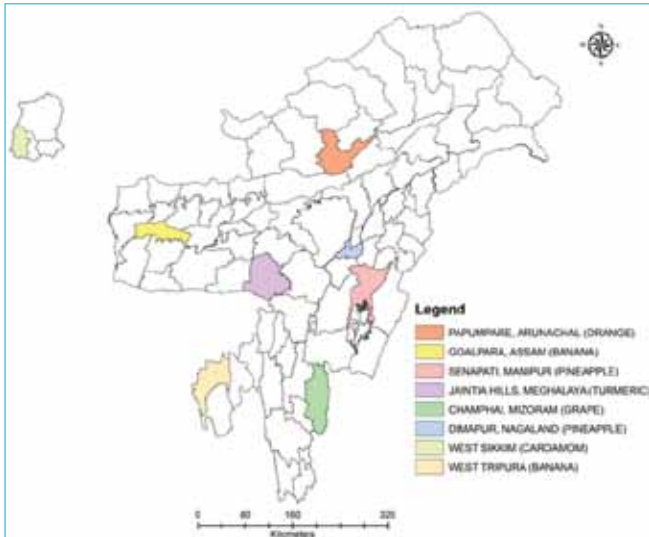 N
Legend
PAPUMPARE, ARUNACHAL (ORANGE)
GOALPARA, ASSAM (BANANA)
SENAPATI, MANIPUR (PINEAPPLE)
JAINTIA HILLS, MEGHALAYA (TURMERIC)
CHAMPHAI, MIZORAM (GRAPE)
DIMAPUR, NAGALAND (PINEAPPLE)
WEST SIKKIM (CARDAMOM)
WEST TRIPURA (BANANA)
0 80 160 320
Kilometers